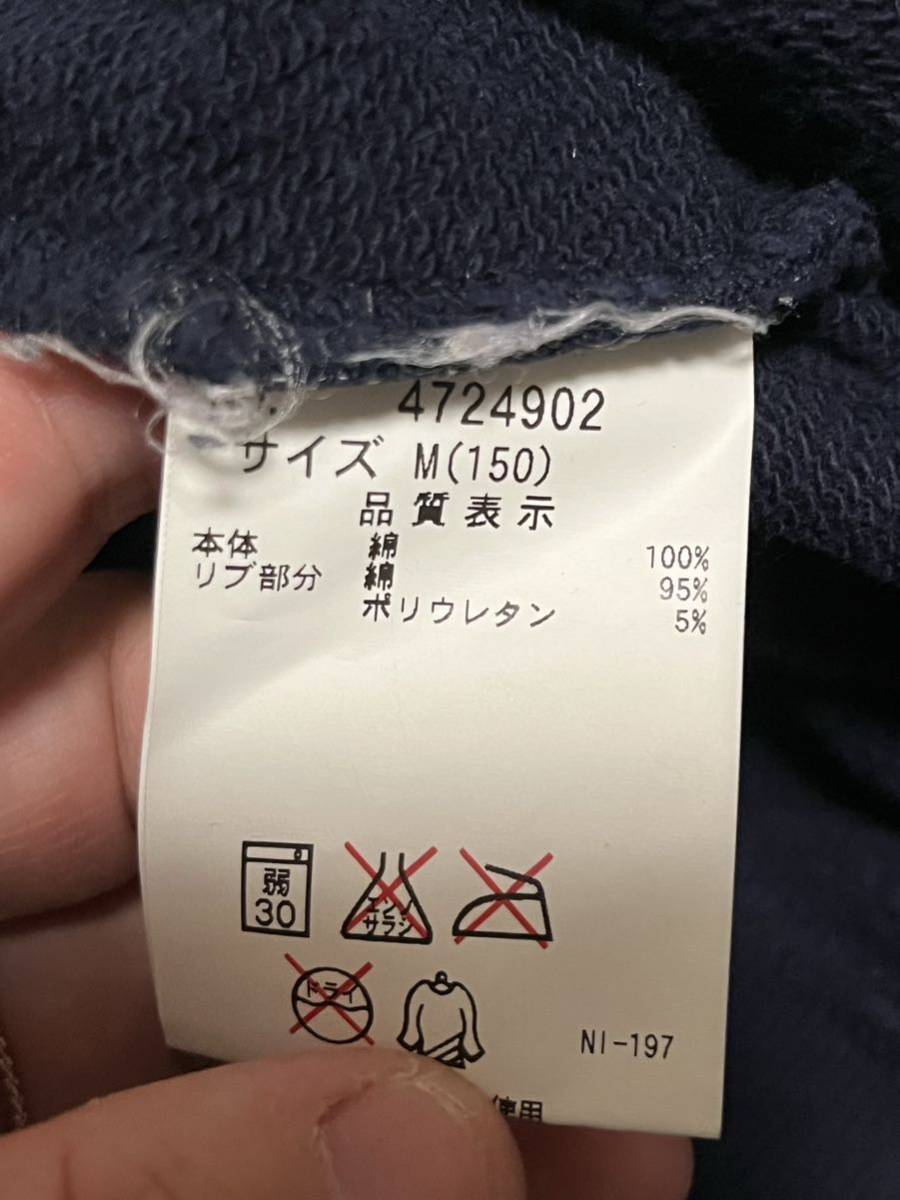 4724902
サイズ M(150)
品質表示
本体 綿 100%
リブ部分 綿 95%
ポリウレタン 5%
弱
30
エンソ
サラシ
ドライ
NI-197
使用